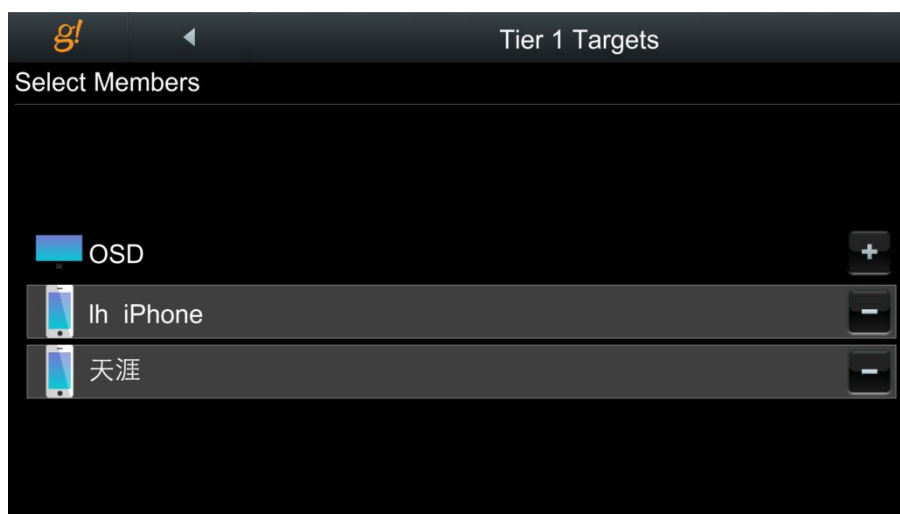 g! Tier 1 Targets
Select Members
OSD +
lh iPhone -
天涯 -